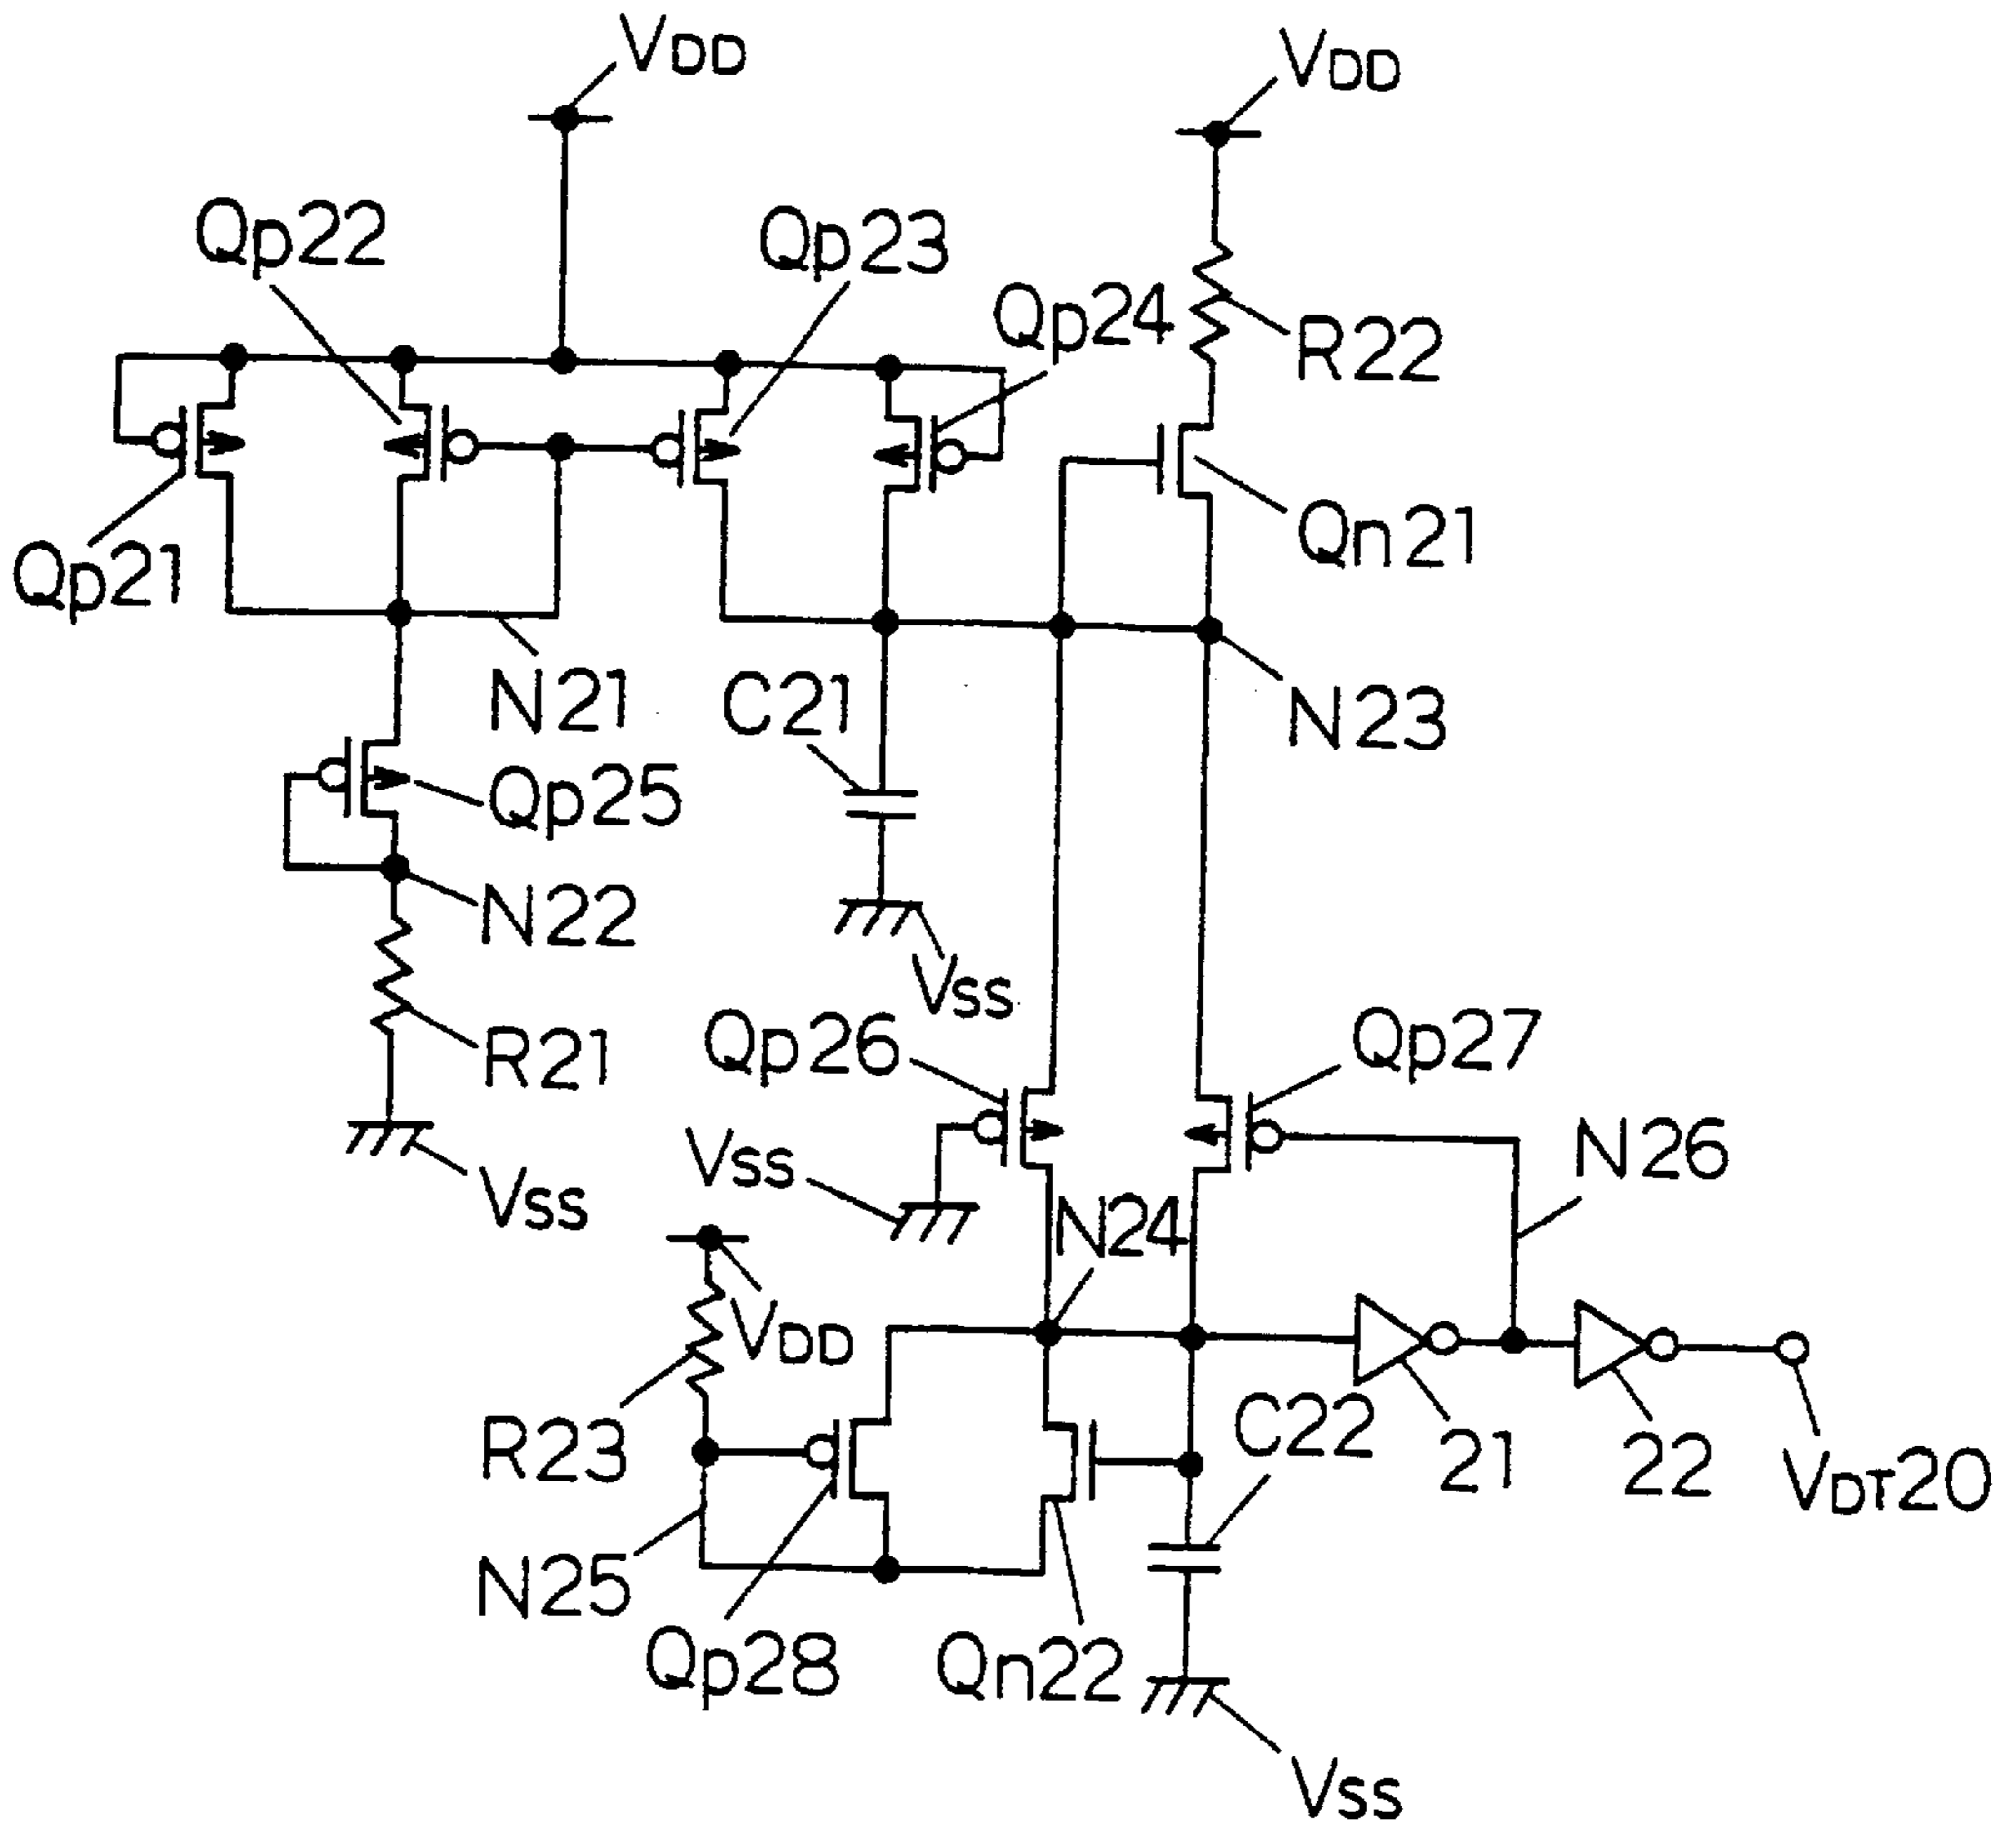 VDD
VDD
Qp22
Qp23
Qp24
R22
Qn21
Qp21
N21
C21
N23
Qp25
N22
VSS
R21
Qp26
Qp27
VSS
N26
VSS
N24
VDD
R23
C22
21
22
VDT20
N25
Qp28
Qn22
VSS